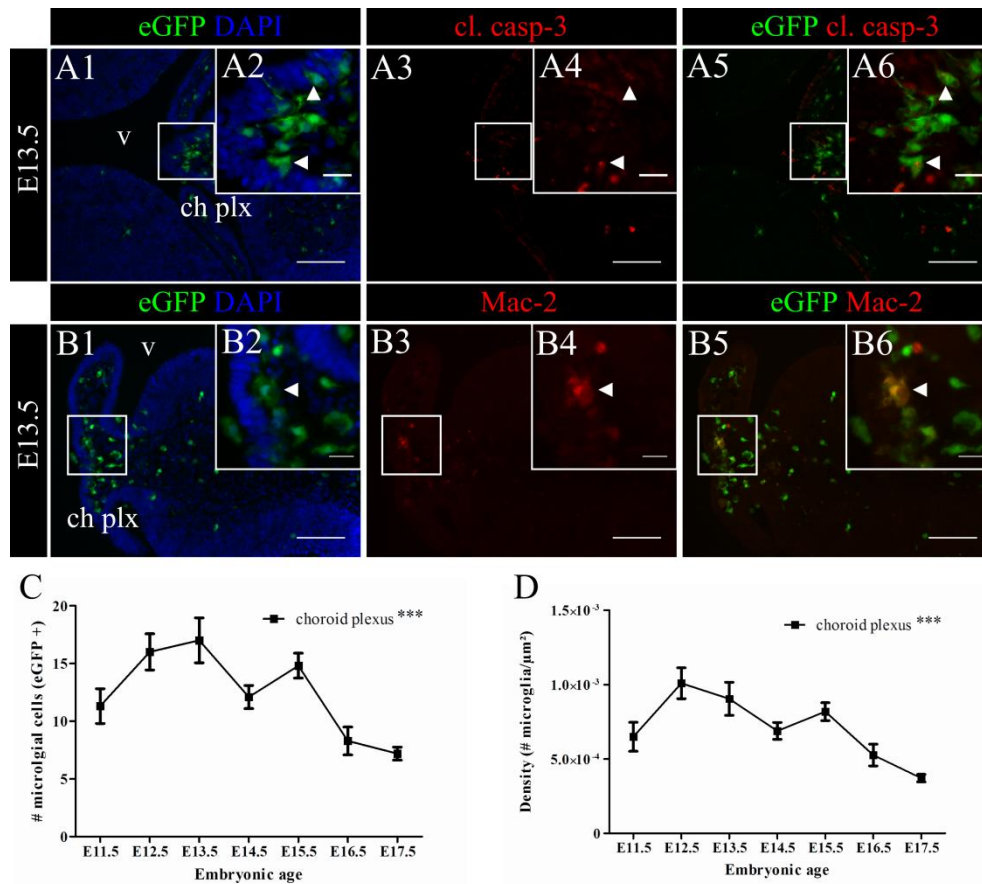 eGFP DAPI
cl. casp-3
eGFP cl. casp-3
E13.5
A1
A2
A3
A4
A5
A6
v
ch plx
eGFP DAPI
Mac-2
eGFP Mac-2
E13.5
B1
B2
B3
B4
B5
B6
v
ch plx
C
# microlgial cells (eGFP +)
20
15
10
5
0
choroid plexus ***
E11.5 E12.5 E13.5 E14.5 E15.5 E16.5 E17.5
Embryonic age
D
Density (# microglia/µm²)
1.5×10⁻³
1.0×10⁻³
5.0×10⁻⁴
0
choroid plexus ***
E11.5 E12.5 E13.5 E14.5 E15.5 E16.5 E17.5
Embryonic age